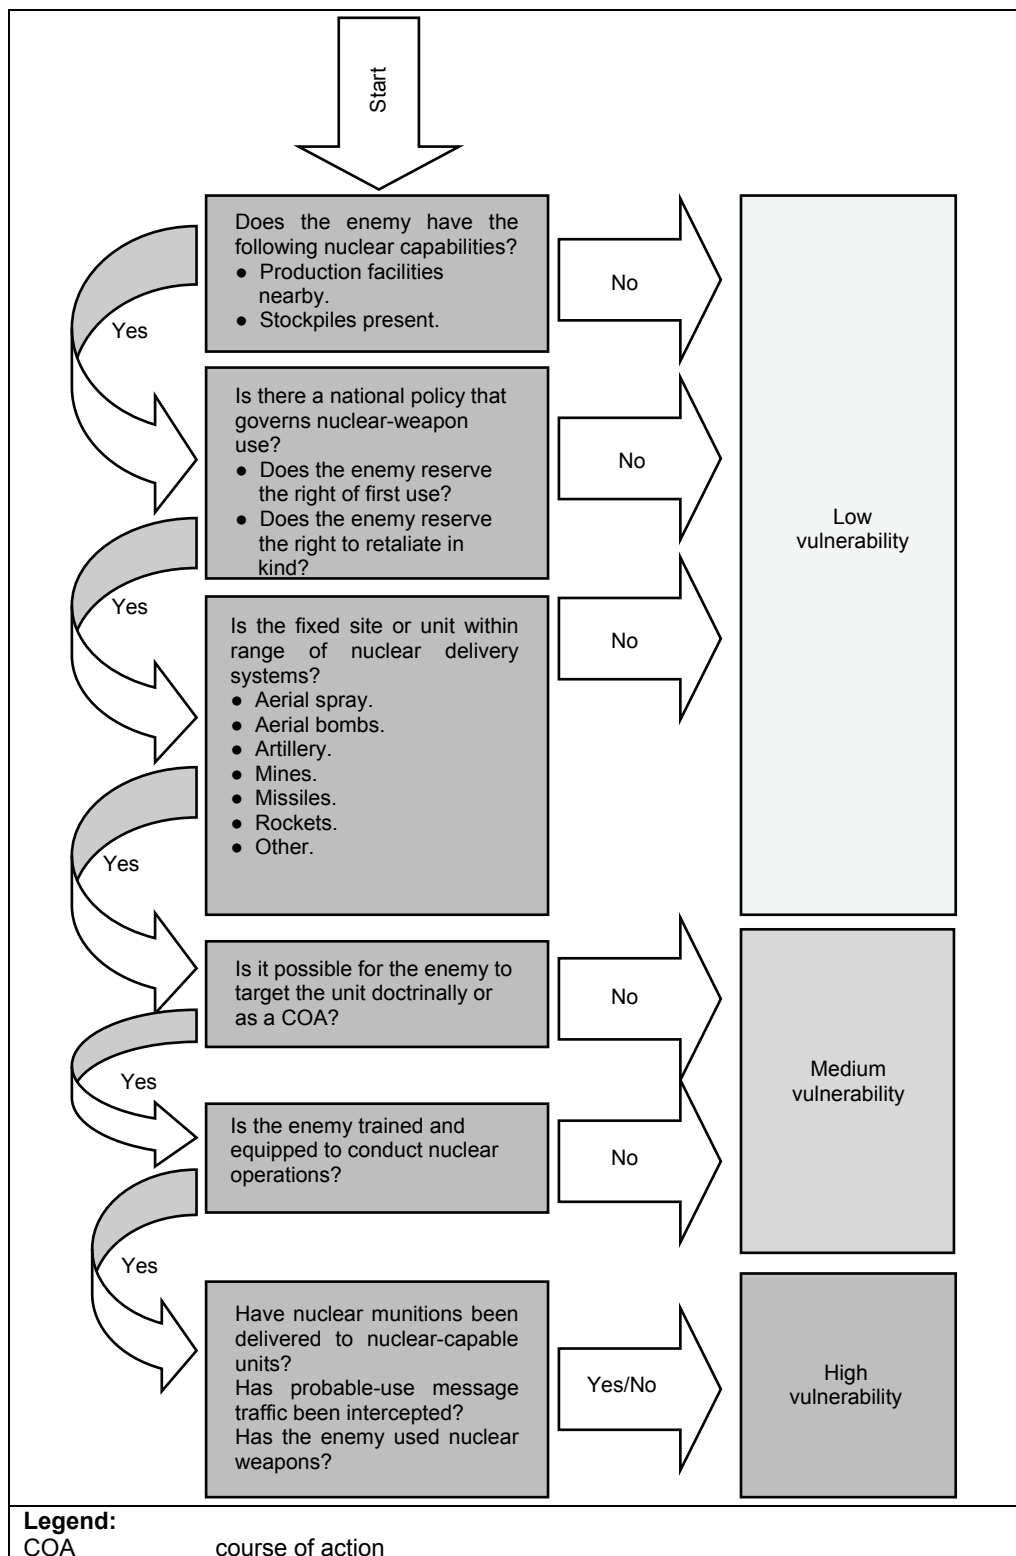 Start
Does the enemy have the
following nuclear capabilities?
● Production facilities
nearby.
● Stockpiles present.
No
Yes
Is there a national policy that
governs nuclear-weapon
use?
● Does the enemy reserve
the right of first use?
● Does the enemy reserve
the right to retaliate in
kind?
No
Low
vulnerability
Yes
Is the fixed site or unit within
range of nuclear delivery
systems?
● Aerial spray.
● Aerial bombs.
● Artillery.
● Mines.
● Missiles.
● Rockets.
● Other.
No
Yes
Is it possible for the enemy to
target the unit doctrinally or
as a COA?
No
Medium
vulnerability
Yes
Is the enemy trained and
equipped to conduct nuclear
operations?
No
Yes
Have nuclear munitions been
delivered to nuclear-capable
units?
Has probable-use message
traffic been intercepted?
Has the enemy used nuclear
weapons?
Yes/No
High
vulnerability
Legend:
COA course of action